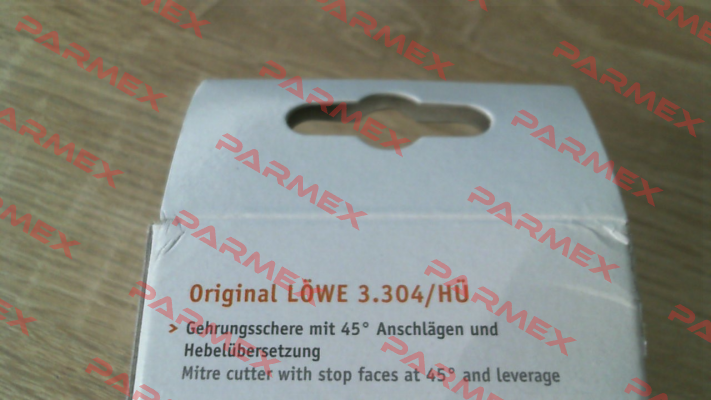 Original LÖWE 3.304/HÜ
> Gehrungsschere mit 45° Anschlägen und
Hebelübersetzung
Mitre cutter with stop faces at 45° and leverage
PARMEX